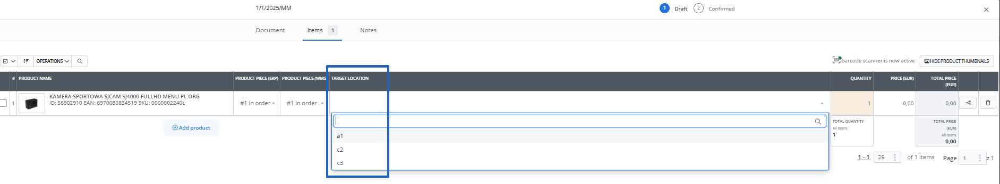 1/1/2025/MM
1 Draft 2 Confirmed
Document Items 1 Notes
OPERATIONS
barcode scanner is now active HIDE PRODUCT THUMBNAILS
# PRODUCT NAME PRODUCT PIECE (ERP) PRODUCT PIECE (WMS TARGET LOCATION QUANTITY PRICE (EUR) TOTAL PRICE
(EUR)
KAMERA SPORTOWA SJCAM SJ4000 FULLHD MENU PL ORG
1 ID: 56902910 EAN: 6970080834519 SKU: 0000002240Ł #1 in order #1 in order 1 0,00 0,00
Add product
a1
c2
c3
TOTAL QUANTITY
All items
1
TOTAL PRICE
(EUR)
All items
0,00
1 - 1 25 of 1 items Page 1 z 1